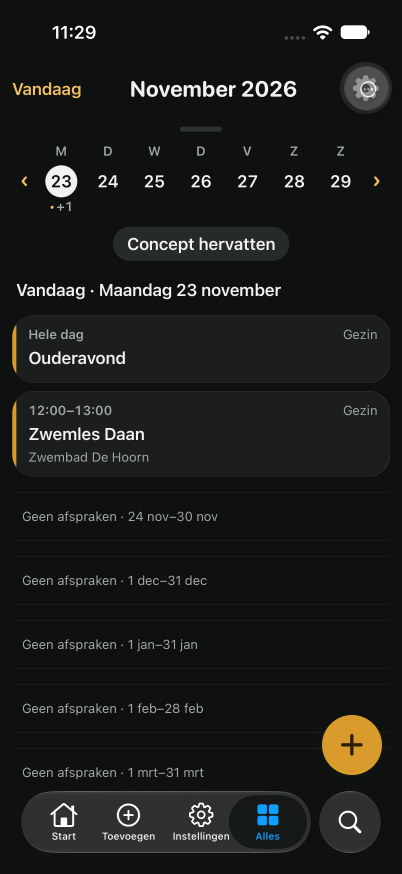 11:29
Vandaag
November 2026
M D W D V Z Z
‹ 23 24 25 26 27 28 29 ›
•+1
Concept hervatten
Vandaag · Maandag 23 november
Hele dag Gezin
Ouderavond
12:00–13:00 Gezin
Zwemles Daan
Zwembad De Hoorn
Geen afspraken · 24 nov–30 nov
Geen afspraken · 1 dec–31 dec
Geen afspraken · 1 jan–31 jan
Geen afspraken · 1 feb–28 feb
Geen afspraken · 1 mrt–31 mrt
Start Toevoegen Instellingen Alles